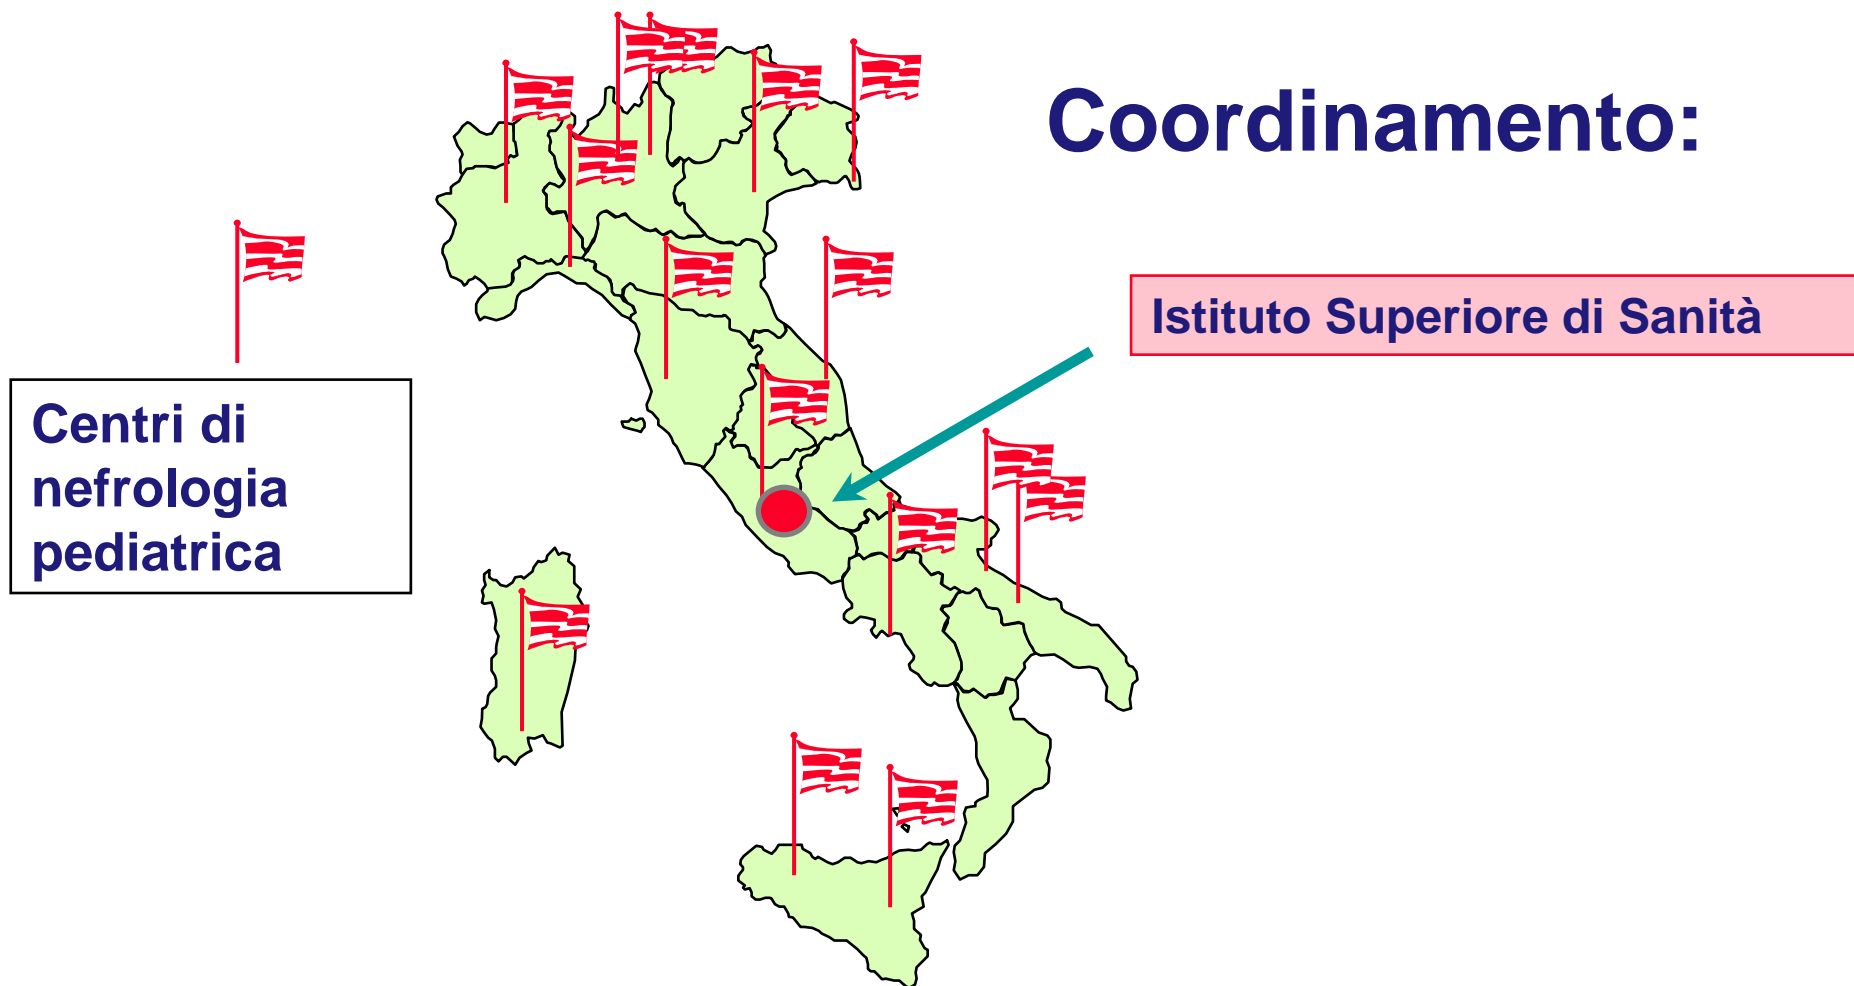 Coordinamento:
Istituto Superiore di Sanità
Centri di
nefrologia
pediatrica